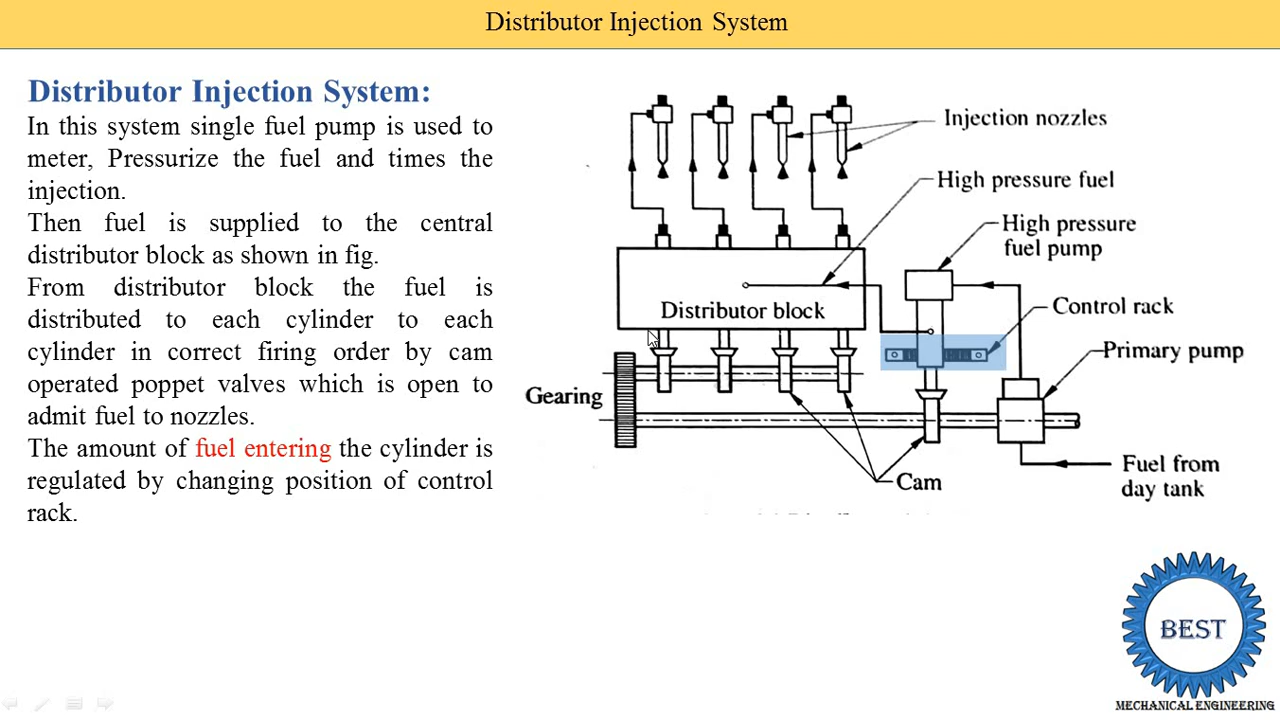 Distributor Injection System
Distributor Injection System:
In this system single fuel pump is used to
meter, Pressurize the fuel and times the
injection.
Then fuel is supplied to the central
distributor block as shown in fig.
From distributor block the fuel is
distributed to each cylinder to each
cylinder in correct firing order by cam
operated poppet valves which is open to
admit fuel to nozzles.
The amount of fuel entering the cylinder is
regulated by changing position of control
rack.
Injection nozzles
High pressure fuel
High pressure
fuel pump
Distributor block
Control rack
Primary pump
Gearing
Cam
Fuel from
day tank
BEST
MECHANICAL ENGINEERING